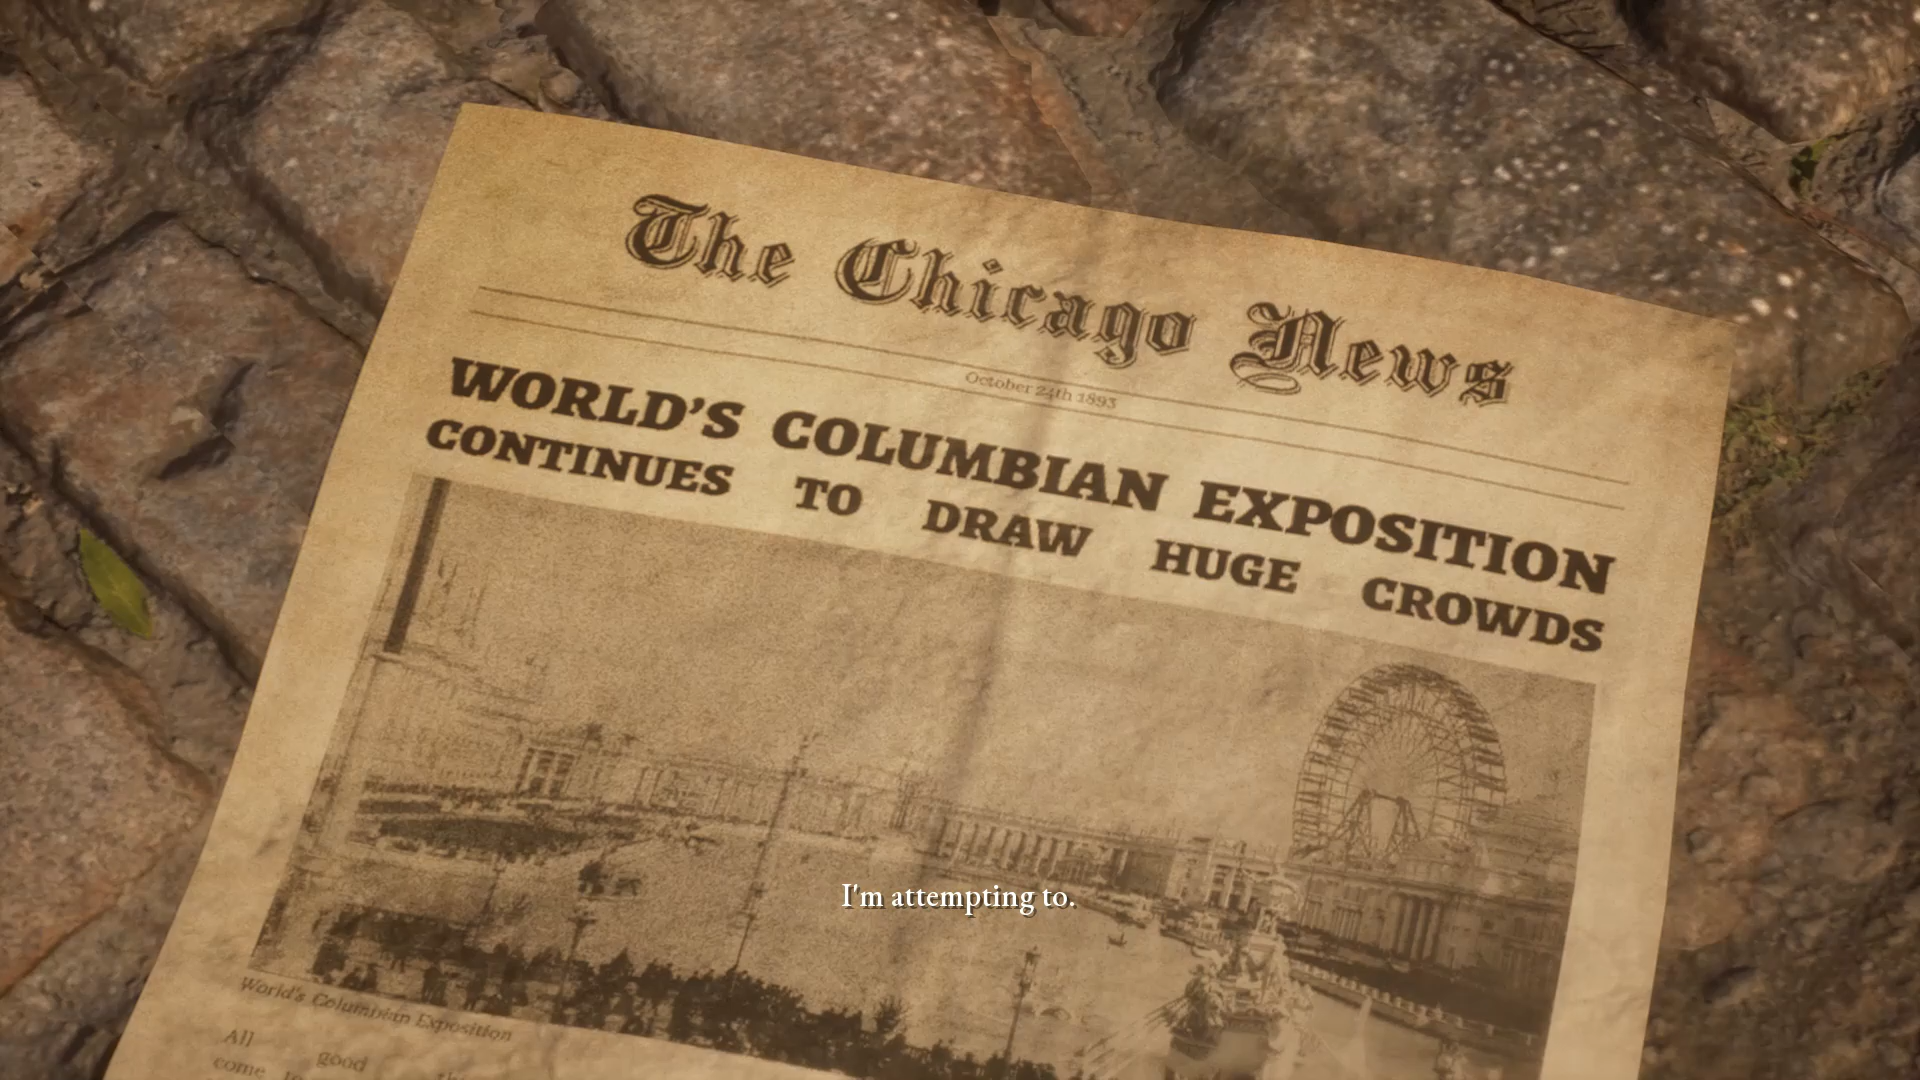 The Chicago News
October 24th 1893
WORLD'S COLUMBIAN EXPOSITION
CONTINUES TO DRAW HUGE CROWDS
I'm attempting to.
World's Columbian Exposition
All good
come